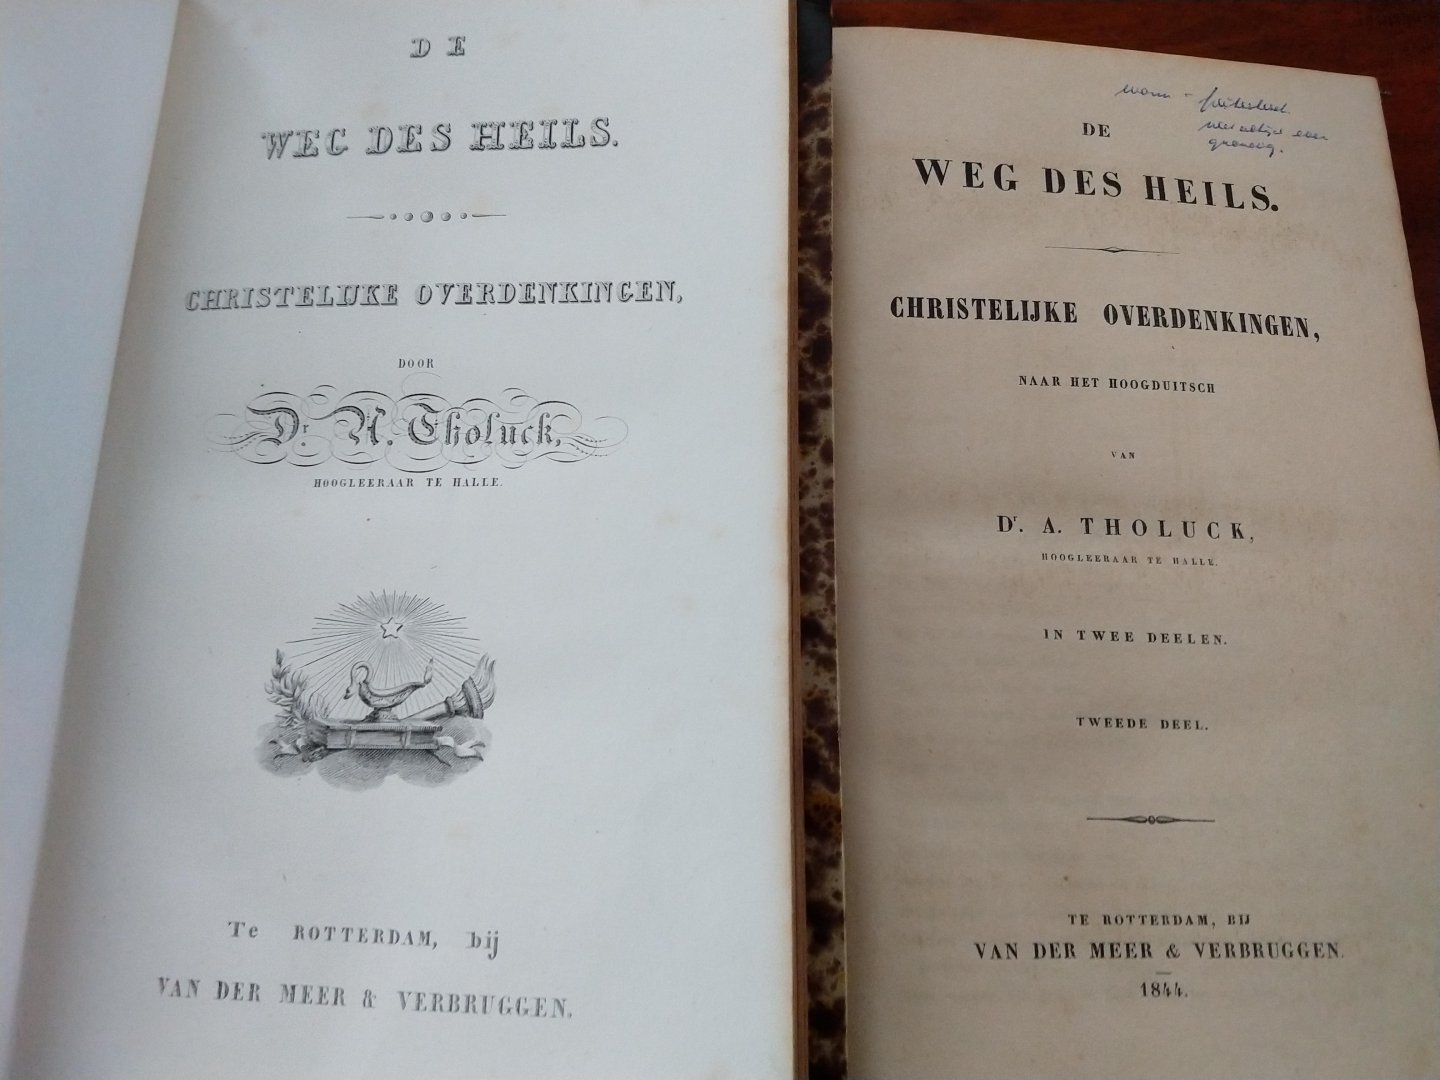 DE
WEG DES HEILS.
CHRISTELIJKE OVERDENKINGEN,
DOOR
Dr. A. Tholuck,
HOOGLEERAAR TE HALLE.
Te ROTTERDAM, bij
VAN DER MEER & VERBRUGGEN.
warm -
DE
WEG DES HEILS.
CHRISTELIJKE OVERDENKINGEN,
NAAR HET HOOGDUITSCH
VAN
Dr. A. THOLUCK,
HOOGLEERAAR TE HALLE.
IN TWEE DEELEN.
TWEEDE DEEL.
TE ROTTERDAM, BIJ
VAN DER MEER & VERBRUGGEN.
1844.